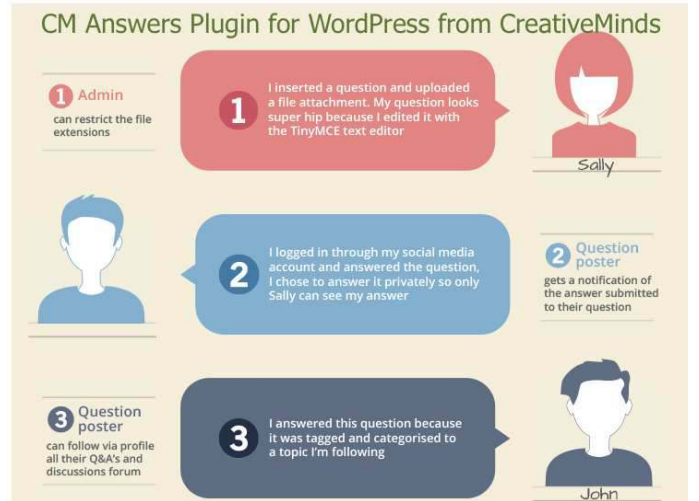 CM Answers Plugin for WordPress from CreativeMinds
1 Admin
can restrict the file
extensions
1
I inserted a question and uploaded
a file attachment. My question looks
super hip because I edited it with
the TinyMCE text editor
Sally
2
I logged in through my social media
account and answered the question,
I chose to answer it privately so only
Sally can see my answer
2 Question
poster
gets a notification of
the answer submitted
to their question
3 Question
poster
can follow via profile
all their Q&A's and
discussions forum
3
I answered this question because
it was tagged and categorised to
a topic I'm following
John